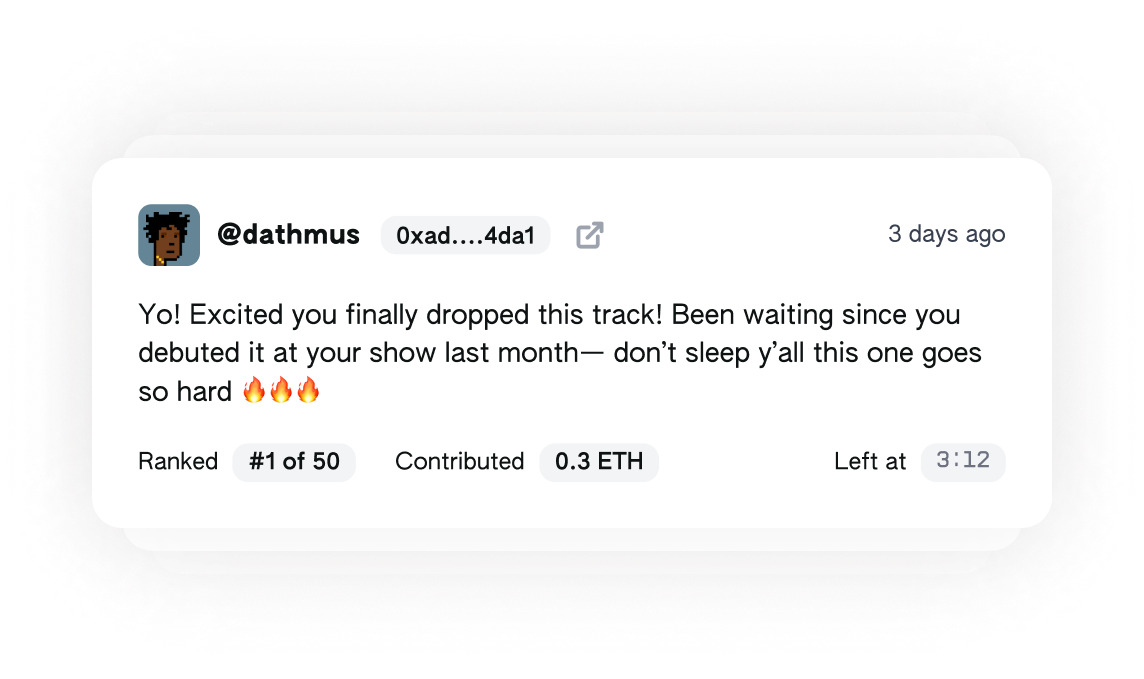 @dathmus 0xad....4da1 3 days ago
Yo! Excited you finally dropped this track! Been waiting since you
debuted it at your show last month— don’t sleep y’all this one goes
so hard 🔥🔥🔥
Ranked #1 of 50 Contributed 0.3 ETH Left at 3:12